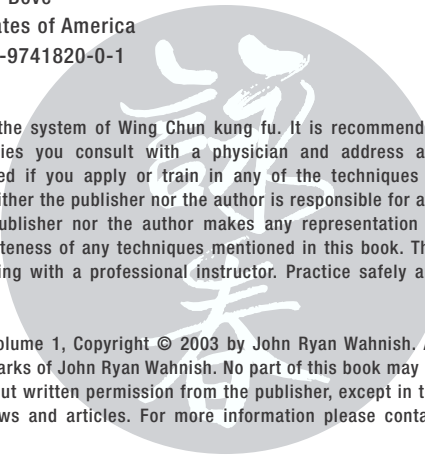 ates of America
-9741820-0-1
詠
春
the system of Wing Chun kung fu. It is recommend
ies you consult with a physician and address a
ed if you apply or train in any of the techniques
ither the publisher nor the author is responsible for a
ublisher nor the author makes any representation
teness of any techniques mentioned in this book. Th
ing with a professional instructor. Practice safely a
olume 1, Copyright © 2003 by John Ryan Wahnish. A
arks of John Ryan Wahnish. No part of this book may
out written permission from the publisher, except in t
ws and articles. For more information please conta